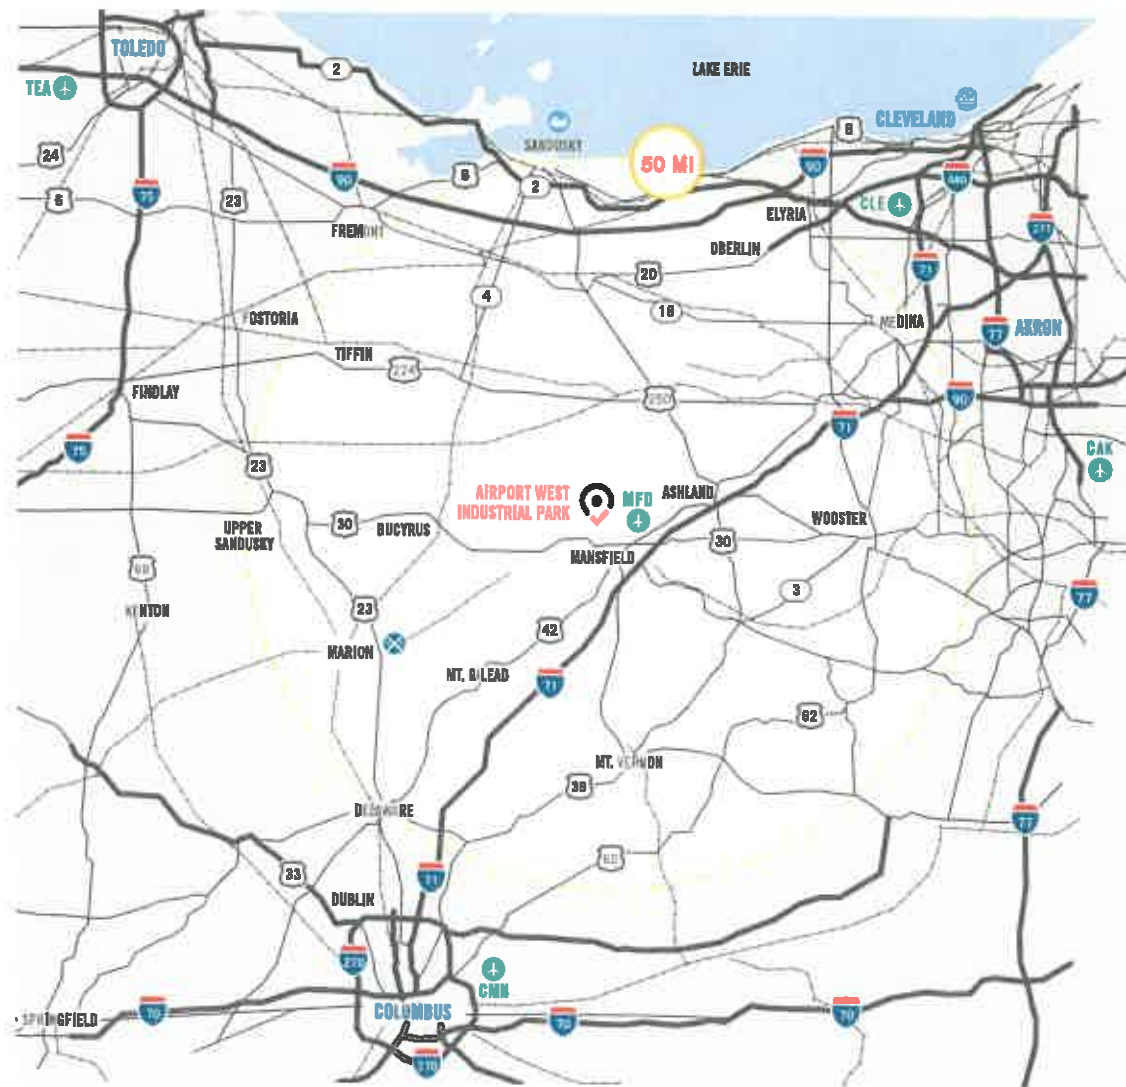 TOLEDO
2
LAKE ERIE
TEA
CLEVELAND
6
SANDUSKY
50 MI
24
90
6
2
90
75
6
23
CLE
ELYRIA
FREMONT
271
OBERLIN
71
20
4
18
FOSTORIA
MEDINA
77
AKRON
TIFFIN
224
FINDLAY
250
90
71
75
CAK
23
AIRPORT WEST
INDUSTRIAL PARK
MFD
ASHLAND
WOOSTER
30
BUCYRUS
UPPER
SANDUSKY
30
MANSFIELD
68
3
77
KENTON
23
42
MARION
MT. GILEAD
71
62
MT. VERNON
DELAWARE
77
33
71
DUBLIN
270
CMH
COLUMBUS
SPRINGFIELD
70
70
70
270